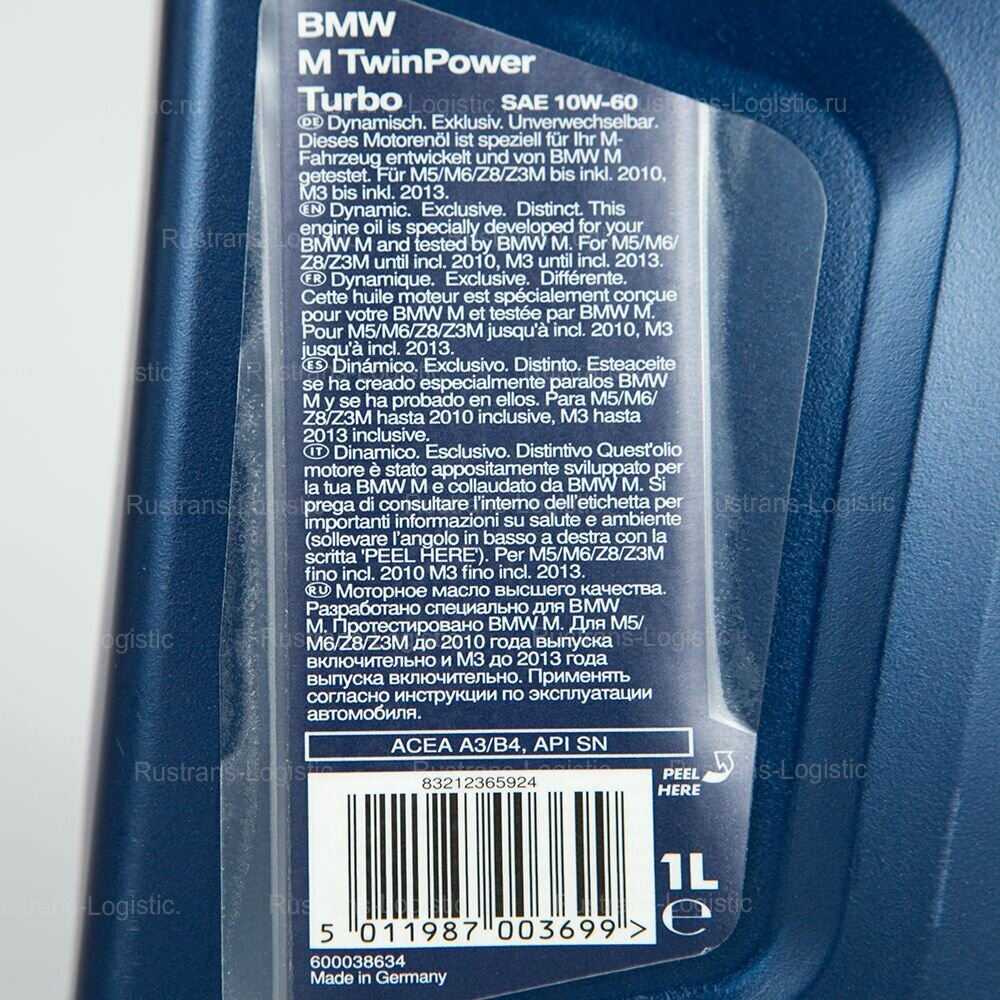 BMW
M TwinPower
Turbo SAE 10W-60
DE Dynamisch. Exklusiv. Unverwechselbar.
Dieses Motorenöl ist speziell für Ihr M-
Fahrzeug entwickelt und von BMW M
getestet. Für M5/M6/Z8/Z3M bis inkl. 2010,
M3 bis inkl. 2013.
EN Dynamic. Exclusive. Distinct. This
engine oil is specially developed for your
BMW M and tested by BMW M. For M5/M6/
Z8/Z3M until incl. 2010, M3 until incl. 2013.
FR Dynamique. Exclusive. Différente.
Cette huile moteur est spécialement conçue
pour votre BMW M et testée par BMW M.
Pour M5/M6/Z8/Z3M jusqu'à incl. 2010, M3
jusqu'à incl. 2013.
ES Dinámico. Exclusivo. Distinto. Esteaceite
se ha creado especialmente paralos BMW
M y se ha probado en ellos. Para M5/M6/
Z8/Z3M hasta 2010 inclusive, M3 hasta
2013 inclusive.
IT Dinamico. Esclusivo. Distintivo Quest'olio
motore è stato appositamente sviluppato per
la tua BMW M e collaudato da BMW M. Si
prega di consultare l'interno dell'etichetta per
importanti informazioni su salute e ambiente
(sollevare l'angolo in basso a destra con la
scritta 'PEEL HERE'). Per M5/M6/Z8/Z3M
fino incl. 2010 M3 fino incl. 2013.
RU Моторное масло высшего качества.
Разработано специально для BMW
M. Протестировано BMW M. Для M5/
M6/Z8/Z3M до 2010 года выпуска
включительно и M3 до 2013 года
выпуска включительно. Применять
согласно инструкции по эксплуатации
автомобиля.
ACEA A3/B4, API SN
PEEL
HERE
83212365924
5 011987 003699 >
1L
e
600038634
Made in Germany